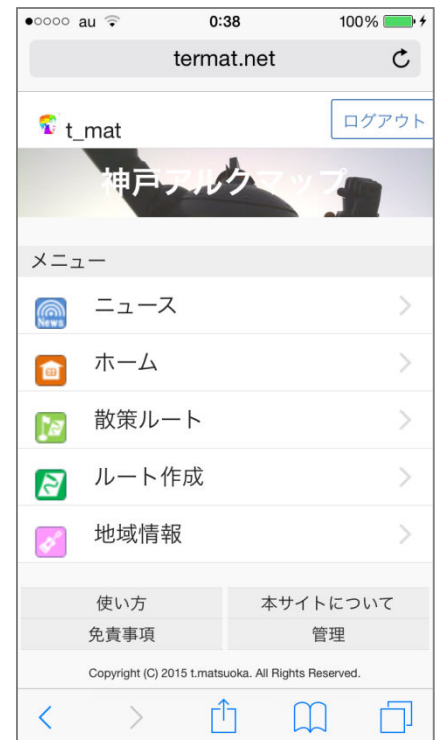 au 0:38 100%
termat.net
t_mat ログアウト
神戸アルクマップ
メニュー
News ニュース
ホーム
散策ルート
ルート作成
地域情報
使い方 本サイトについて
免責事項 管理
Copyright (C) 2015 t.matsuoka. All Rights Reserved.